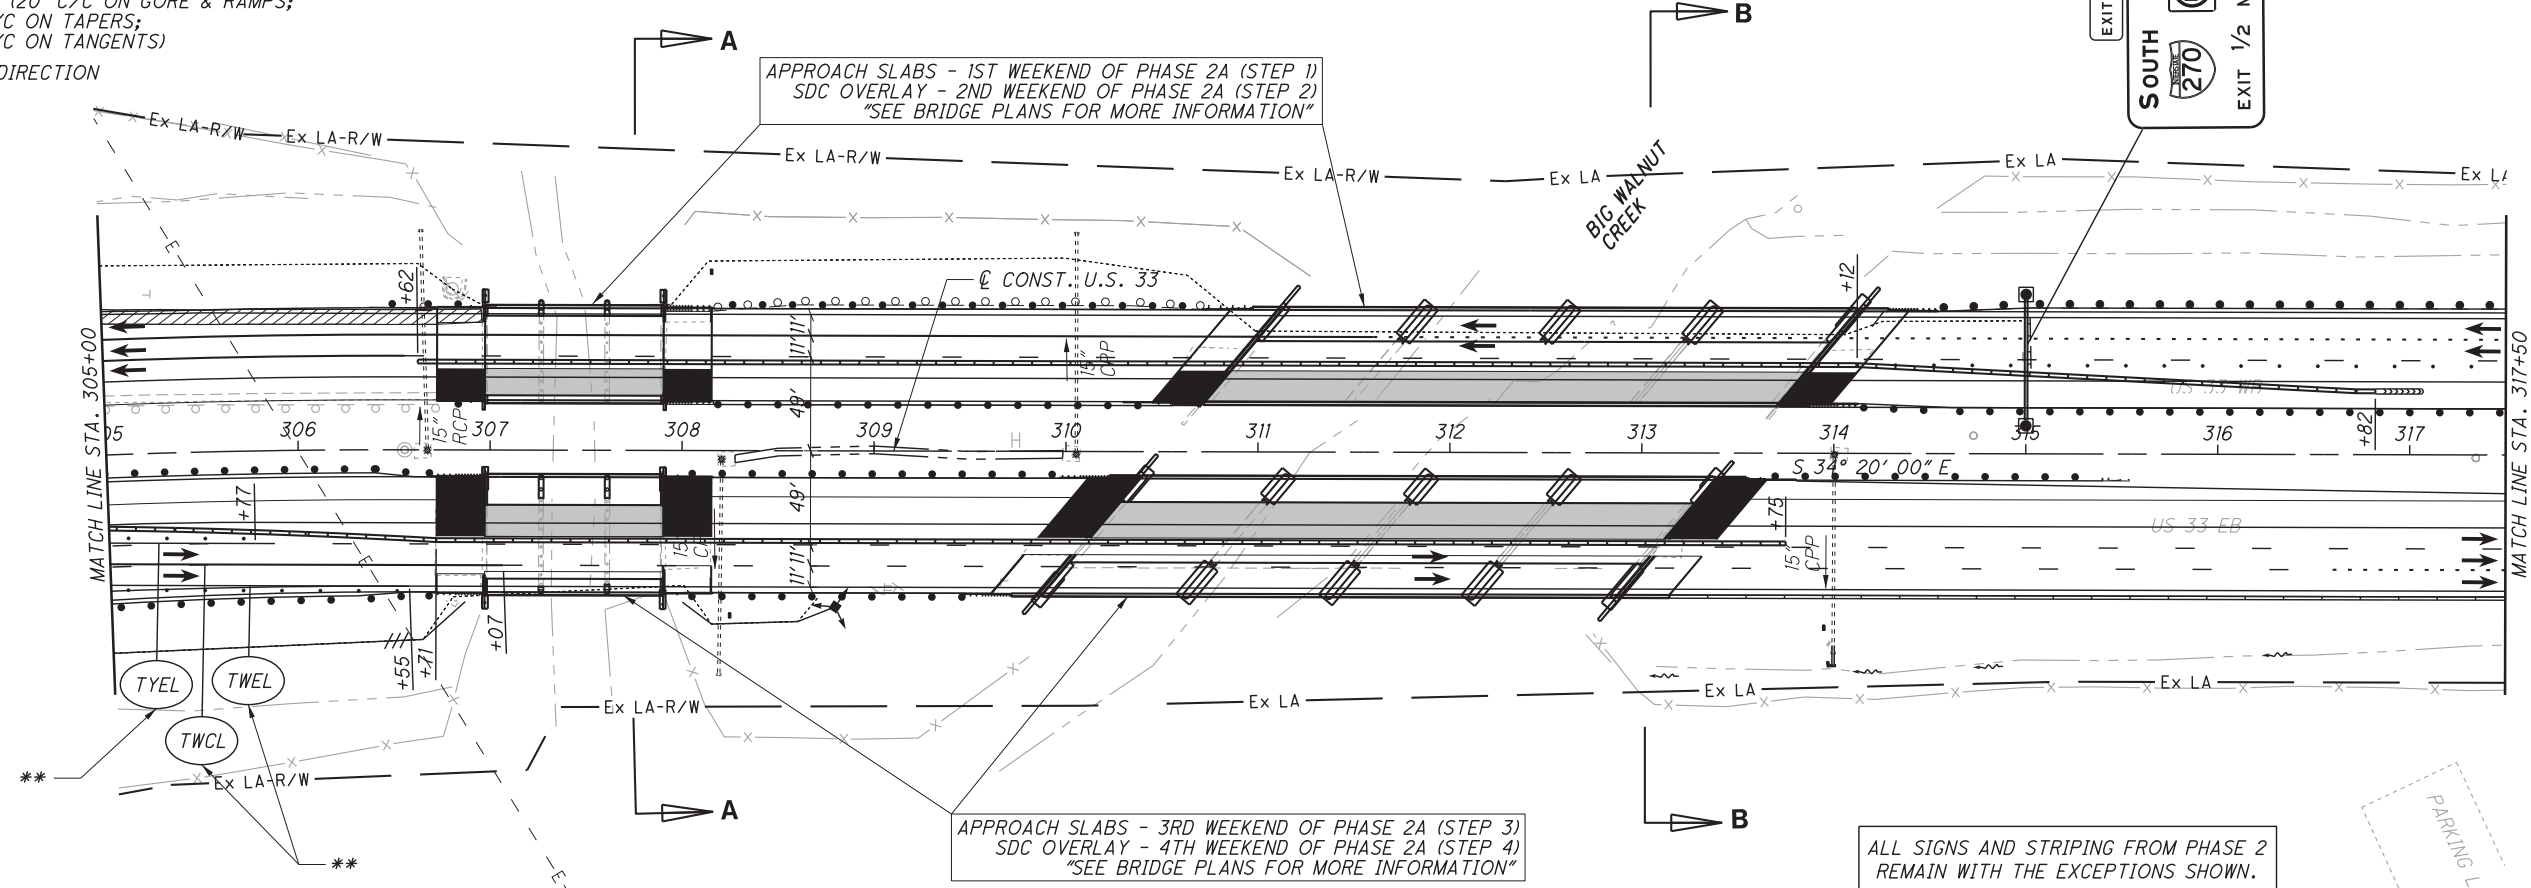 (20' C/C ON GORE & RAMPS;
/C ON TAPERS;
/C ON TANGENTS)
DIRECTION
A
B
EXIT
SOUTH
INTERSTATE
270
EXIT 1/2 M
APPROACH SLABS - 1ST WEEKEND OF PHASE 2A (STEP 1)
SDC OVERLAY - 2ND WEEKEND OF PHASE 2A (STEP 2)
"SEE BRIDGE PLANS FOR MORE INFORMATION"
Ex LA-R/W
Ex LA-R/W
Ex LA-R/W
Ex LA-R/W
Ex LA
Ex LA
Ex LA
BIG WALNUT
CREEK
E
+62
℄ CONST. U.S. 33
+12
MATCH LINE STA. 305+00
MATCH LINE STA. 317+50
11'
11'
15"
CPP
49'
US 33 WB
15"
RCP
+82
05
306
307
308
309
310
311
312
313
314
315
316
317
H
S 34° 20' 00" E
+77
49'
+75
US 33 EB
15"
CPP
11'
11'
15"
+07
+55
+71
TYEL
TWEL
TWCL
E
Ex LA-R/W
Ex LA
Ex LA
Ex LA
Ex LA-R/W
**
**
E
A
B
APPROACH SLABS - 3RD WEEKEND OF PHASE 2A (STEP 3)
SDC OVERLAY - 4TH WEEKEND OF PHASE 2A (STEP 4)
"SEE BRIDGE PLANS FOR MORE INFORMATION"
ALL SIGNS AND STRIPING FROM PHASE 2
REMAIN WITH THE EXCEPTIONS SHOWN.
PARKING L